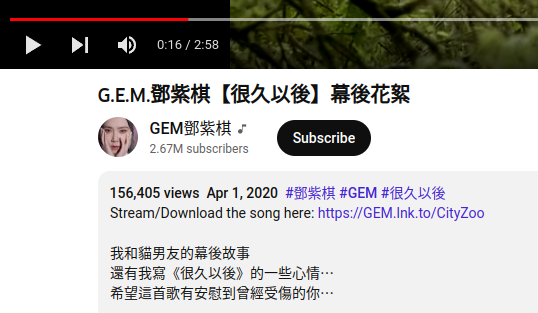 0:16 / 2:58
G.E.M.鄧紫棋【很久以後】幕後花絮
GEM鄧紫棋
2.67M subscribers
Subscribe
156,405 views Apr 1, 2020 #鄧紫棋 #GEM #很久以後
Stream/Download the song here: https://GEM.lnk.to/CityZoo
我和貓男友的幕後故事
還有我寫《很久以後》的一些心情⋯
希望這首歌有安慰到曾經受傷的你⋯